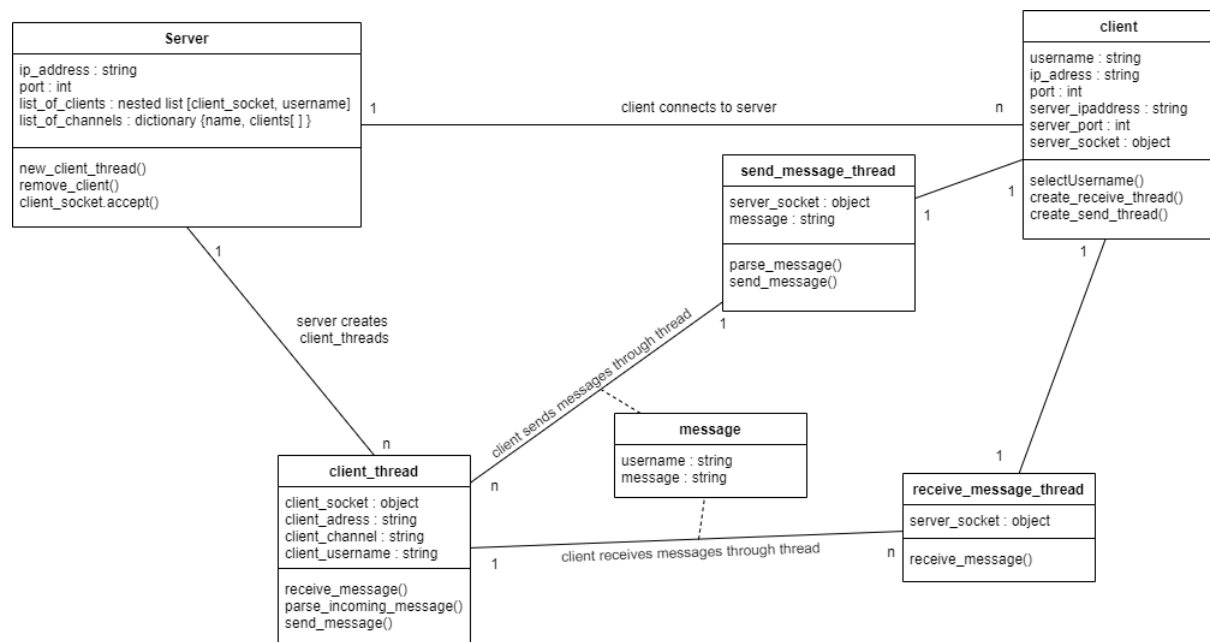 Server
ip_address : string
port : int
list_of_clients : nested list [client_socket, username]
list_of_channels : dictionary {name, clients[ ] }
new_client_thread()
remove_client()
client_socket.accept()
1
client connects to server
n
client
username : string
ip_adress : string
port : int
server_ipaddress : string
server_port : int
server_socket : object
selectUsername()
create_receive_thread()
create_send_thread()
send_message_thread
server_socket : object
message : string
parse_message()
send_message()
1
1
1
server creates
client_threads
n
1
client sends messages through thread
n
1
1
message
username : string
message : string
client_thread
client_socket : object
client_adress : string
client_channel : string
client_username : string
receive_message()
parse_incoming_message()
send_message()
1
client receives messages through thread
n
receive_message_thread
server_socket : object
receive_message()